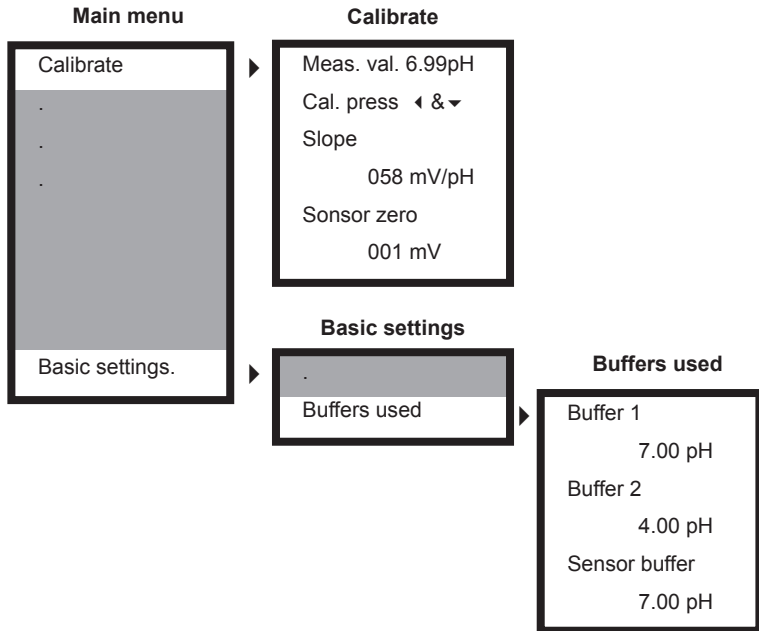 Main menu
Calibrate
.
.
.
Basic settings.
Calibrate
Meas. val. 6.99pH
Cal. press ◂ &▾
Slope
058 mV/pH
Sonsor zero
001 mV
Basic settings
.
Buffers used
Buffers used
Buffer 1
7.00 pH
Buffer 2
4.00 pH
Sensor buffer
7.00 pH